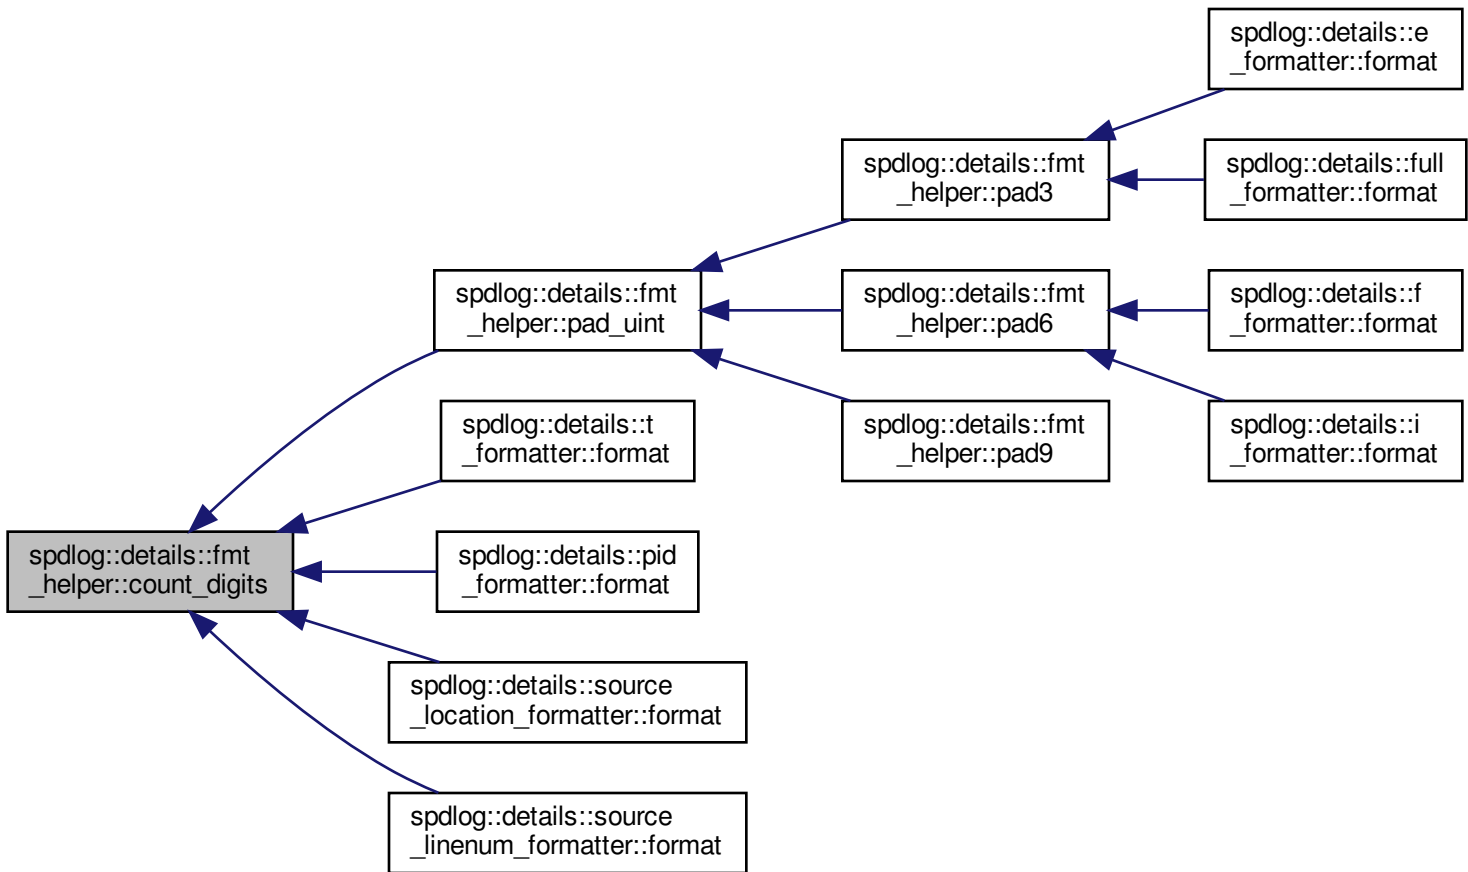 spdlog::details::e
_formatter::format
spdlog::details::fmt
_helper::pad3
spdlog::details::full
_formatter::format
spdlog::details::fmt
_helper::pad_uint
spdlog::details::fmt
_helper::pad6
spdlog::details::f
_formatter::format
spdlog::details::t
_formatter::format
spdlog::details::fmt
_helper::pad9
spdlog::details::i
_formatter::format
spdlog::details::fmt
_helper::count_digits
spdlog::details::pid
_formatter::format
spdlog::details::source
_location_formatter::format
spdlog::details::source
_linenum_formatter::format